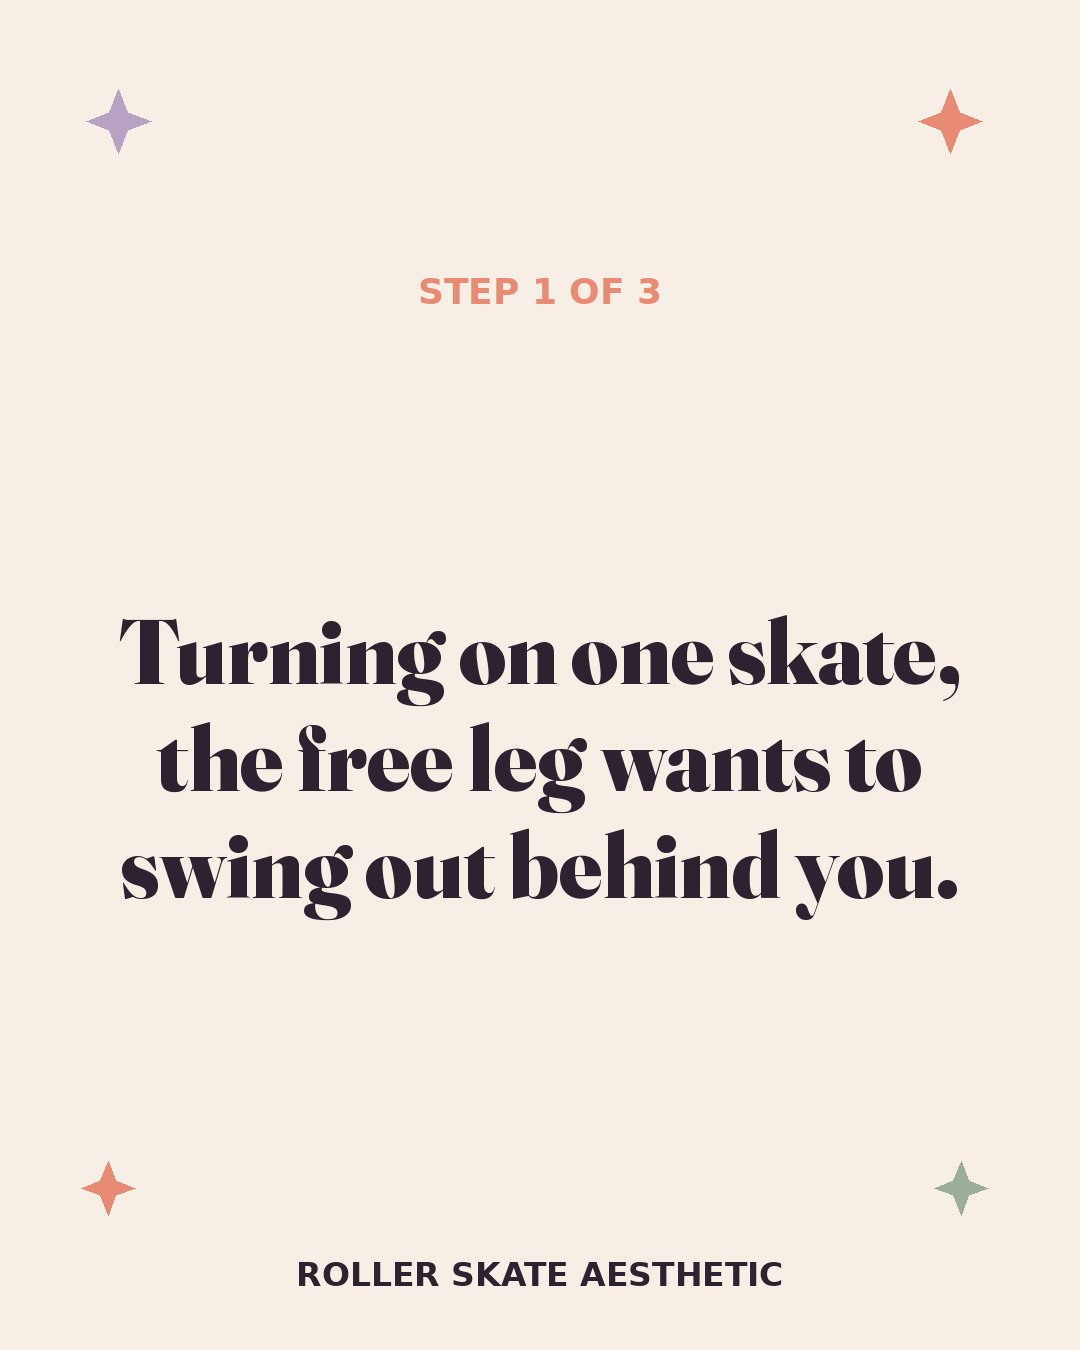 STEP 1 OF 3
Turning on one skate,
the free leg wants to
swing out behind you.
ROLLER SKATE AESTHETIC